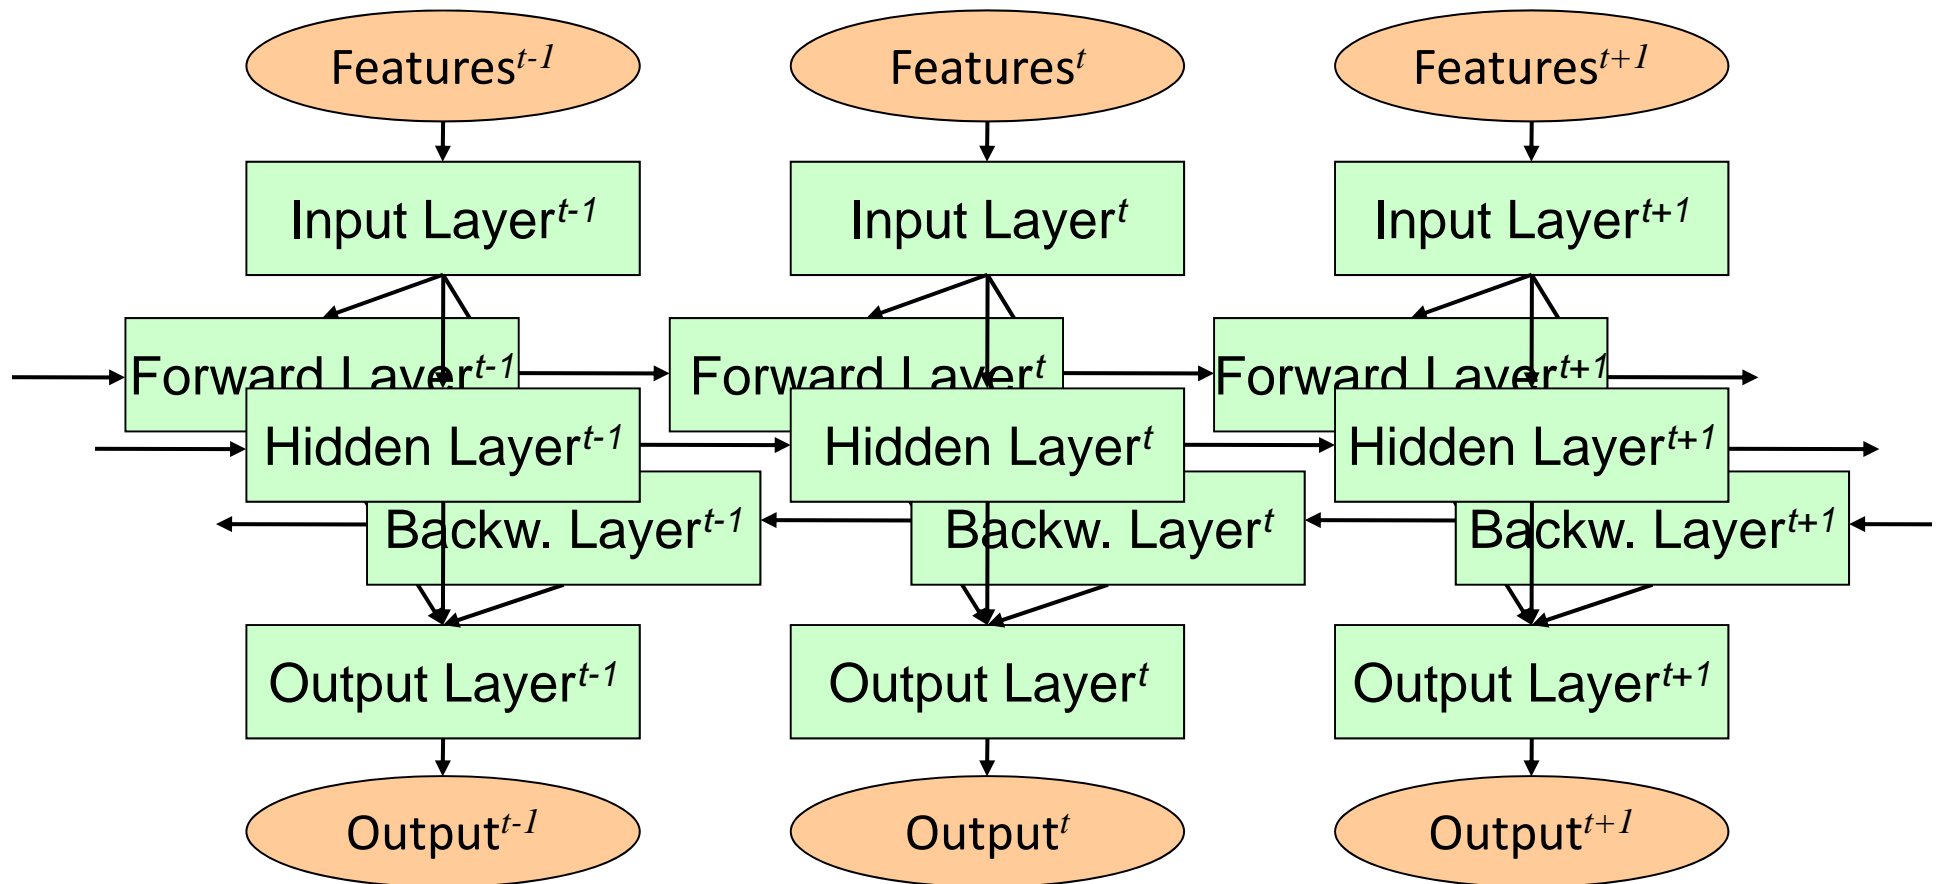 Features^t-1 Features^t Features^t+1
Input Layer^t-1 Input Layer^t Input Layer^t+1
Forward Layer^t-1 Forward Layer^t Forward Layer^t+1
Hidden Layer^t-1 Hidden Layer^t Hidden Layer^t+1
Backw. Layer^t-1 Backw. Layer^t Backw. Layer^t+1
Output Layer^t-1 Output Layer^t Output Layer^t+1
Output^t-1 Output^t Output^t+1